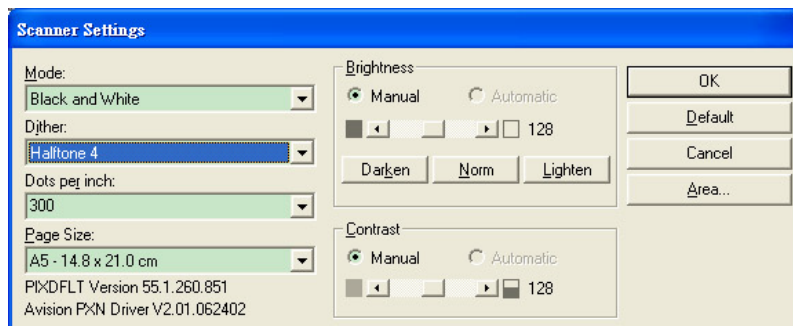 Scanner Settings
Mode:
Black and White
Dither:
Halftone 4
Dots per inch:
300
Page Size:
A5 - 14.8 x 21.0 cm
PIXDFLT Version 55.1.260.851
Avision PXN Driver V2.01.062402
Brightness
Manual Automatic
128
Darken Norm Lighten
Contrast
Manual Automatic
128
OK
Default
Cancel
Area...